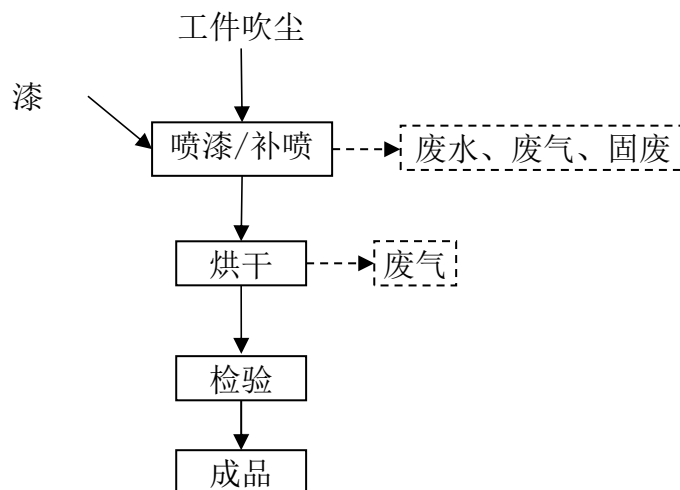 工件吹尘
漆
喷漆/补喷
废水、废气、固废
烘干
废气
检验
成品